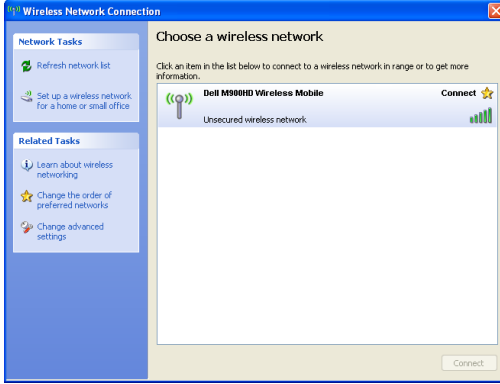 Wireless Network Connection
Network Tasks
Refresh network list
Set up a wireless network
for a home or small office
Related Tasks
Learn about wireless
networking
Change the order of
preferred networks
Change advanced
settings
Choose a wireless network
Click an item in the list below to connect to a wireless network in range or to get more
information.
Dell M900HD Wireless Mobile
Connect
Unsecured wireless network
Connect